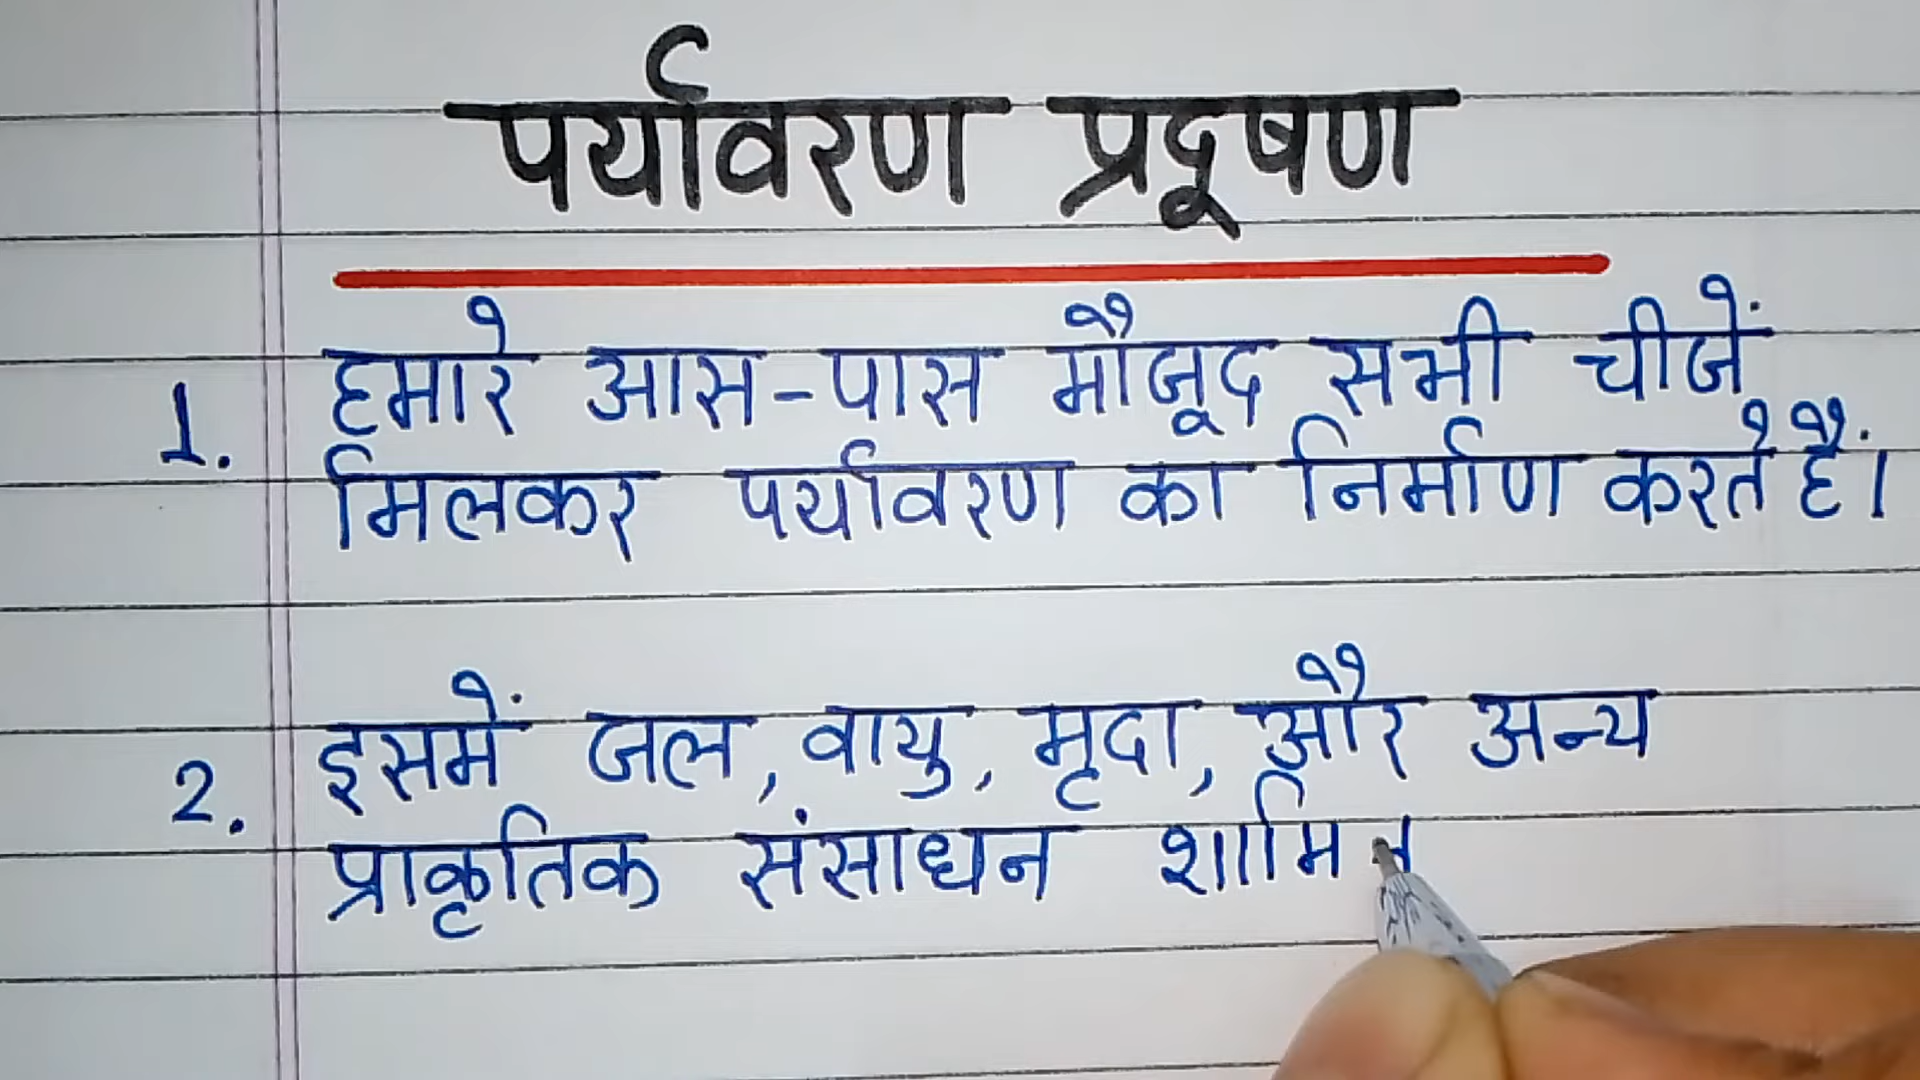 पर्यावरण प्रदूषण
1. हमारे आस-पास मौजूद सभी चीजें
मिलकर पर्यावरण का निर्माण करते हैं।
2. इसमें जल, वायु, मृदा, और अन्य
प्राकृतिक संसाधन